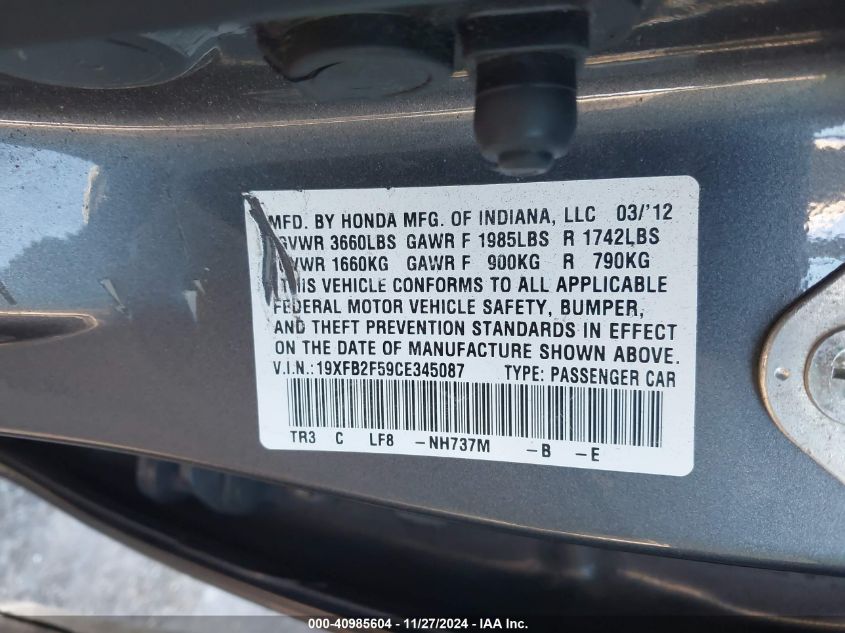 MFD. BY HONDA MFG. OF INDIANA, LLC 03/'12
GVWR 3660LBS GAWR F 1985LBS R 1742LBS
GVWR 1660KG GAWR F 900KG R 790KG
THIS VEHICLE CONFORMS TO ALL APPLICABLE
FEDERAL MOTOR VEHICLE SAFETY, BUMPER,
AND THEFT PREVENTION STANDARDS IN EFFECT
ON THE DATE OF MANUFACTURE SHOWN ABOVE.
V.I.N.:19XFB2F59CE345087 TYPE: PASSENGER CAR
TR3 C LF8 -NH737M -B -E
000-40985604 - 11/27/2024 - IAA Inc.